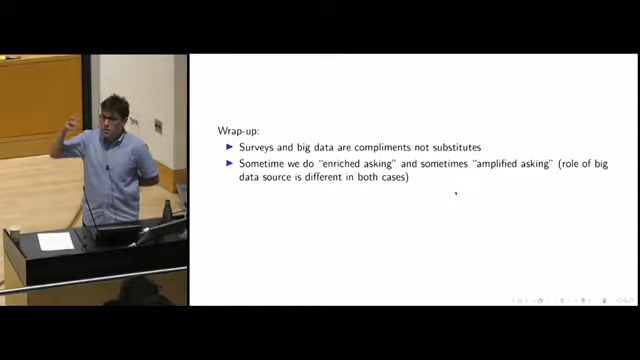 Wrap-up:
Surveys and big data are compliments not substitutes
Sometime we do “enriched asking” and sometimes “amplified asking” (role of big
data source is different in both cases)